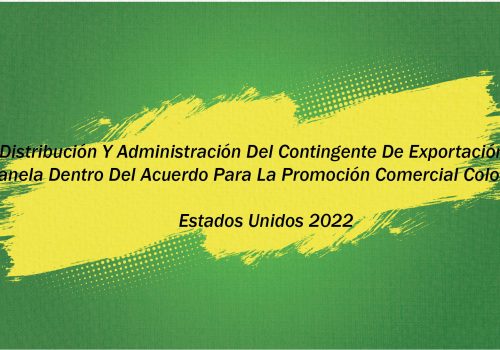 Distribución Y Administración Del Contingente De Exportación
anela Dentro Del Acuerdo Para La Promoción Comercial Colo
Estados Unidos 2022